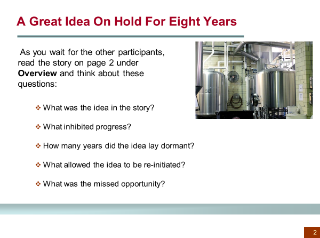 A Great Idea On Hold For Eight Years
As you wait for the other participants,
read the story on page 2 under
Overview and think about these
questions:
❖ What was the idea in the story?
❖ What inhibited progress?
❖ How many years did the idea lay dormant?
❖ What allowed the idea to be re-initiated?
❖ What was the missed opportunity?
2